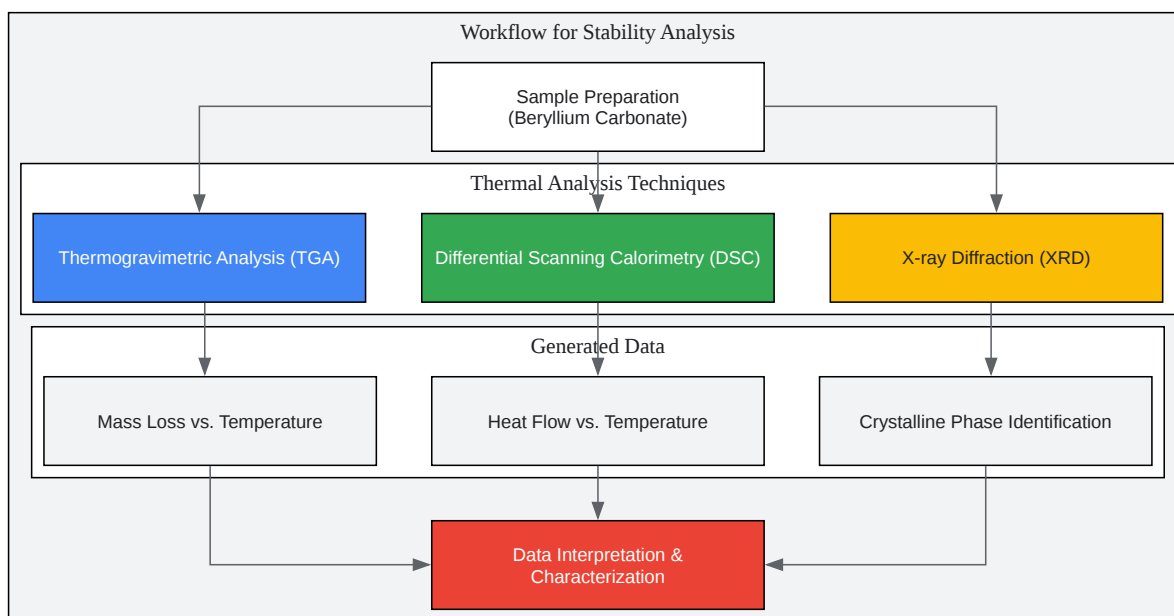 Workflow for Stability Analysis
Sample Preparation
(Beryllium Carbonate)
Thermal Analysis Techniques
Thermogravimetric Analysis (TGA)
Differential Scanning Calorimetry (DSC)
X-ray Diffraction (XRD)
Generated Data
Mass Loss vs. Temperature
Heat Flow vs. Temperature
Crystalline Phase Identification
Data Interpretation &
Characterization